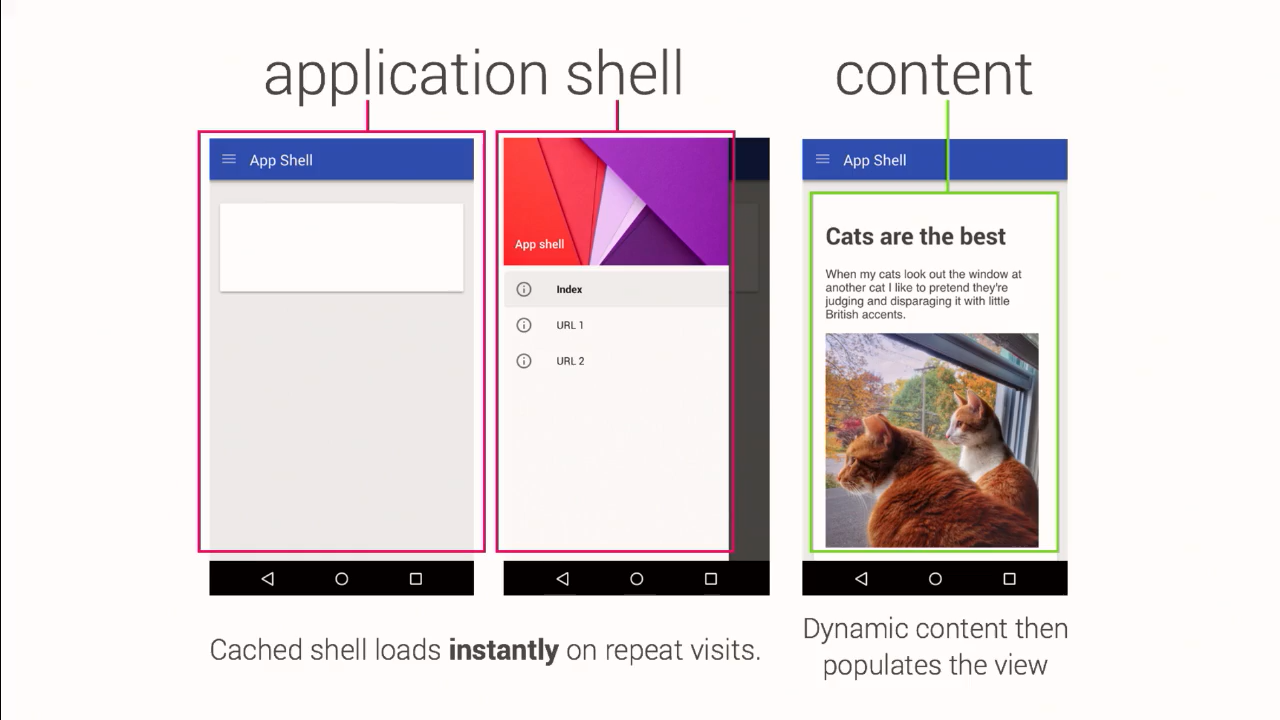 application shell
content
App Shell
App shell
Index
URL 1
URL 2
App Shell
Cats are the best
When my cats look out the window at
another cat I like to pretend they're
judging and disparaging it with little
British accents.
Cached shell loads instantly on repeat visits.
Dynamic content then
populates the view